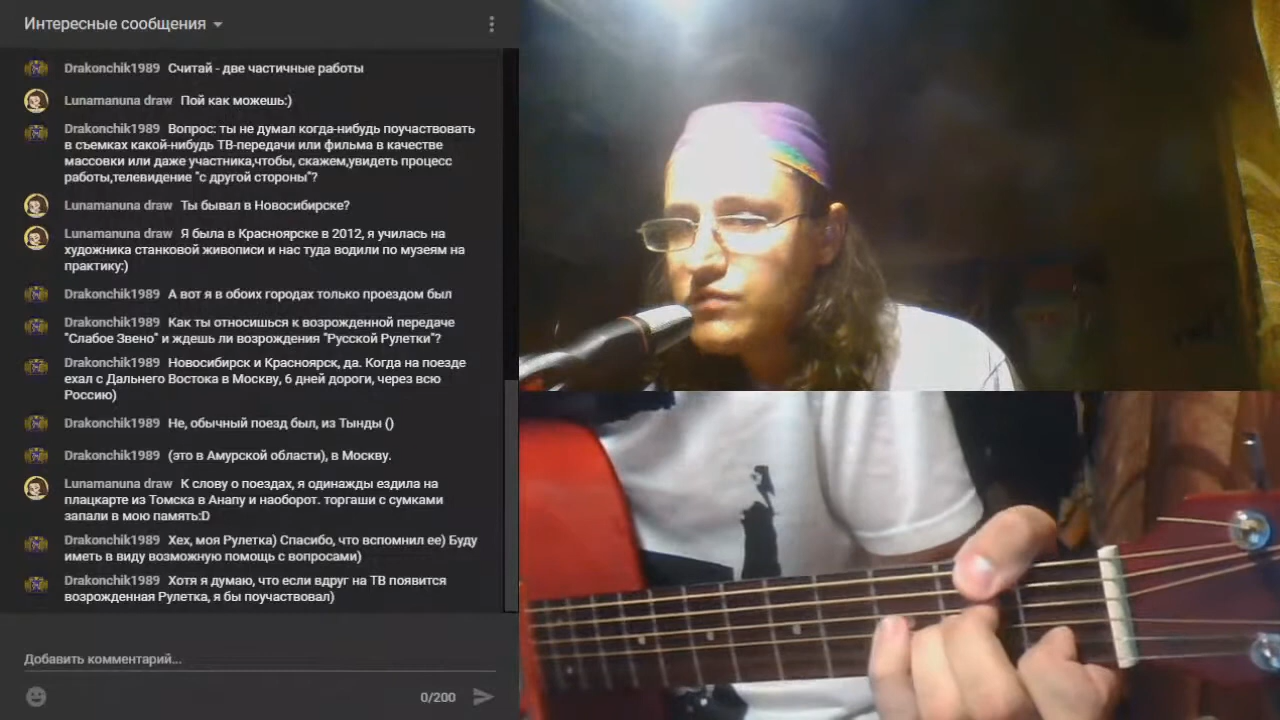 Интересные сообщения
Drakonchik1989 Считай - две частичные работы
Lunamanuna draw Пой как можешь:)
Drakonchik1989 Вопрос: ты не думал когда-нибудь поучаствовать
в съемках какой-нибудь ТВ-передачи или фильма в качестве
массовки или даже участника,чтобы, скажем,увидеть процесс
работы,телевидение "с другой стороны"?
Lunamanuna draw Ты бывал в Новосибирске?
Lunamanuna draw Я была в Красноярске в 2012, я училась на
художника станковой живописи и нас туда водили по музеям на
практику:)
Drakonchik1989 А вот я в обоих городах только проездом был
Drakonchik1989 Как ты относишься к возрожденной передаче
"Слабое Звено" и ждешь ли возрождения "Русской Рулетки"?
Drakonchik1989 Новосибирск и Красноярск, да. Когда на поезде
ехал с Дальнего Востока в Москву, 6 дней дороги, через всю
Россию)
Drakonchik1989 Не, обычный поезд был, из Тынды ()
Drakonchik1989 (это в Амурской области), в Москву.
Lunamanuna draw К слову о поездах, я одинажды ездила на
плацкарте из Томска в Анапу и наоборот. торгаши с сумками
запали в мою память:D
Drakonchik1989 Хех, моя Рулетка) Спасибо, что вспомнил ее) Буду
иметь в виду возможную помощь с вопросами)
Drakonchik1989 Хотя я думаю, что если вдруг на ТВ появится
возрожденная Рулетка, я бы поучаствовал)
Добавить комментарий...
0/200